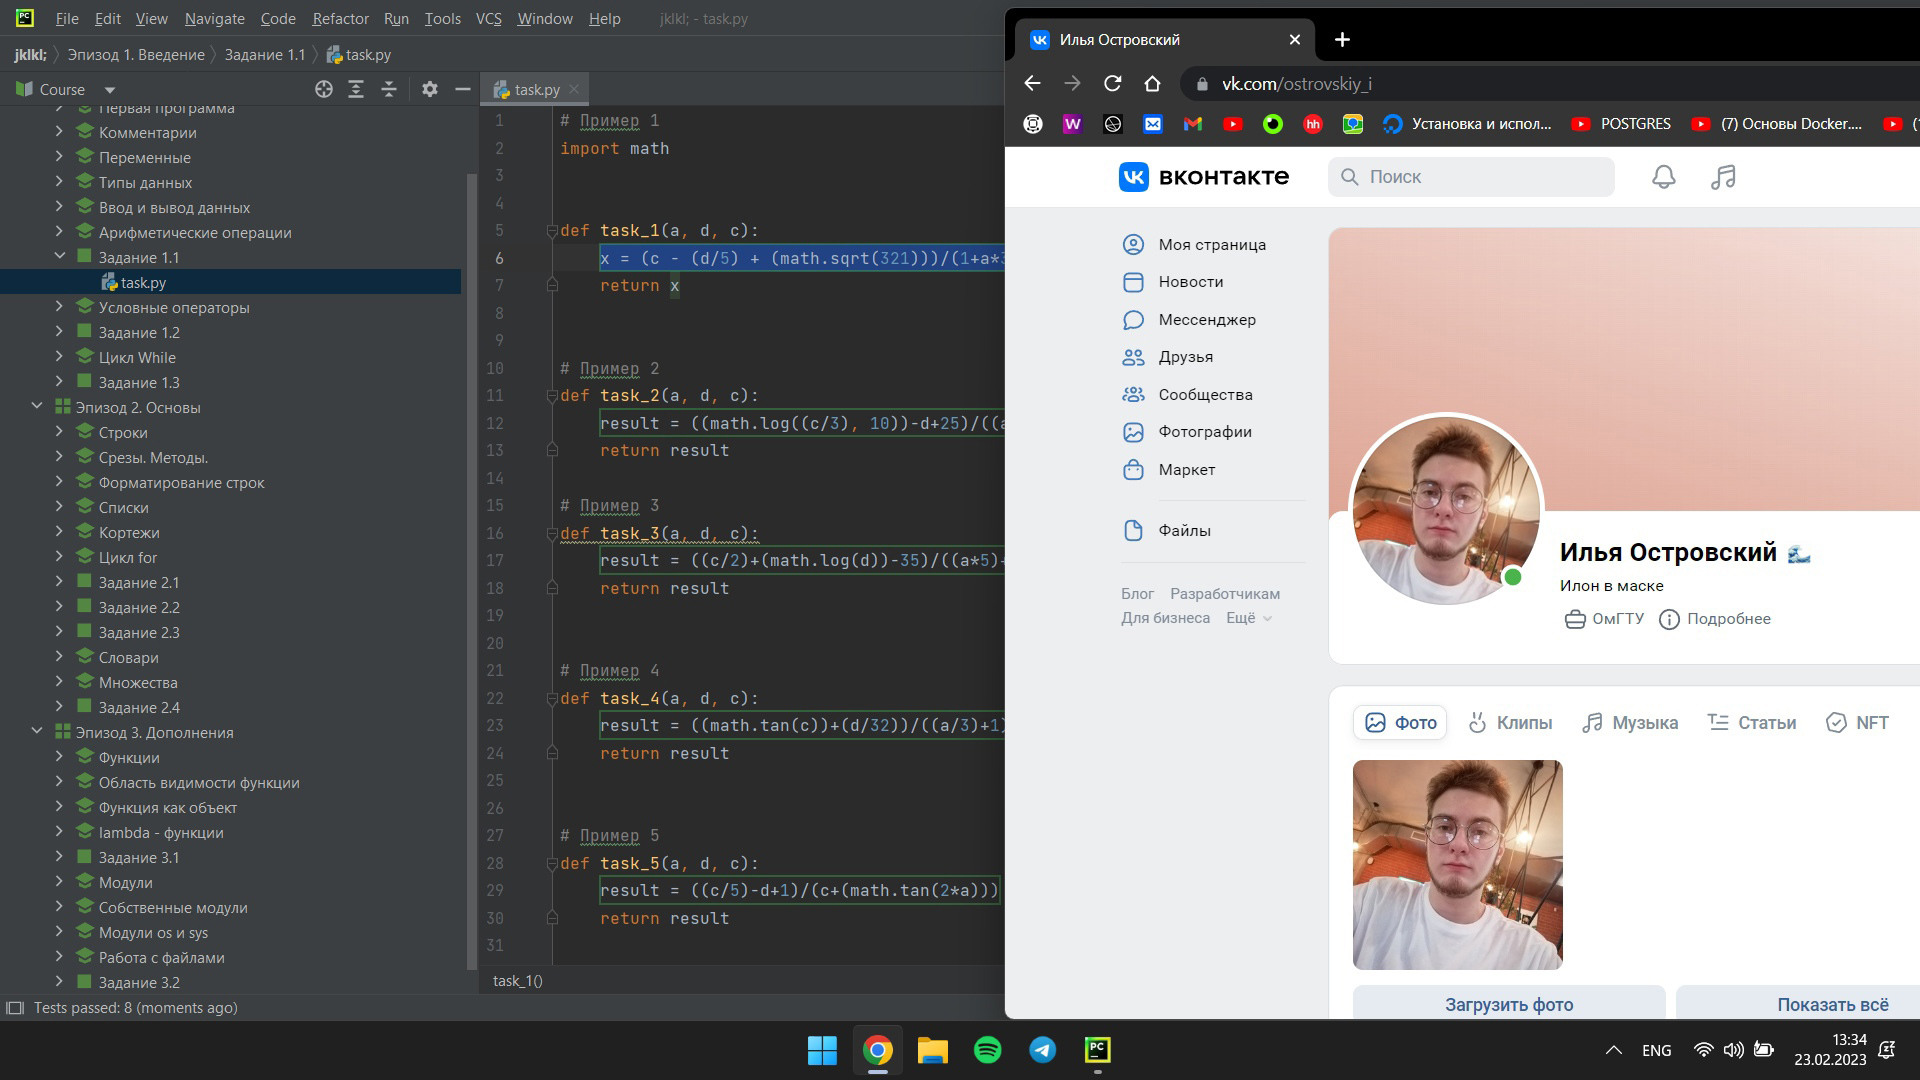 File Edit View Navigate Code Refactor Run Tools VCS Window Help jklkl; - task.py
jklkl; Эпизод 1. Введение Задание 1.1 task.py
Course
Первая программа
Комментарии
Переменные
Типы данных
Ввод и вывод данных
Арифметические операции
Задание 1.1
task.py
Условные операторы
Задание 1.2
Цикл While
Задание 1.3
Эпизод 2. Основы
Строки
Срезы. Методы.
Форматирование строк
Списки
Кортежи
Цикл for
Задание 2.1
Задание 2.2
Задание 2.3
Словари
Множества
Задание 2.4
Эпизод 3. Дополнения
Функции
Область видимости функции
Функция как объект
lambda - функции
Задание 3.1
Модули
Собственные модули
Модули os и sys
Работа с файлами
Задание 3.2
Tests passed: 8 (moments ago)
task.py
1 # Пример 1
2 import math
3
4
5 def task_1(a, d, c):
6 x = (c - (d/5) + (math.sqrt(321)))/(1+a*3
7 return x
8
9
10 # Пример 2
11 def task_2(a, d, c):
12 result = ((math.log((c/3), 10))-d+25)/((a
13 return result
14
15 # Пример 3
16 def task_3(a, d, c):
17 result = ((c/2)+(math.log(d))-35)/((a*5)+
18 return result
19
20
21 # Пример 4
22 def task_4(a, d, c):
23 result = ((math.tan(c))+(d/32))/((a/3)+1)
24 return result
25
26
27 # Пример 5
28 def task_5(a, d, c):
29 result = ((c/5)-d+1)/(c+(math.tan(2*a)))
30 return result
31
task_1()
Илья Островский
vk.com/ostrovskiy_i
Установка и испол... POSTGRES (7) Основы Docker....
вконтакте Поиск
Моя страница
Новости
Мессенджер
Друзья
Сообщества
Фотографии
Маркет
Файлы
Блог Разработчикам
Для бизнеса Ещё
Илья Островский
Илон в маске
ОмГТУ Подробнее
Фото Клипы Музыка Статьи NFT
Загрузить фото Показать всё
ENG 13:34
23.02.2023